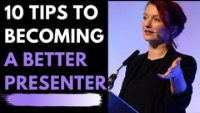 10 TIPS TO
BECOMING
A BETTER
PRESENTER